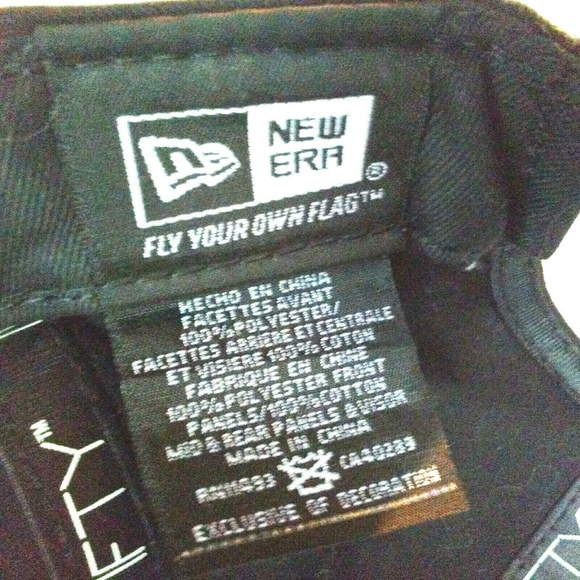 NEW
ERA®
FLY YOUR OWN FLAG™
HECHO EN CHINA
FACETTES AVANT
100% POLYESTER/
FACETTES ARRIERE ET CENTRALE
ET VISIERE 100% COTON
FABRIQUE EN CHINE
100% POLYESTER FRONT
PANELS/100% COTTON
MID & REAR PANELS & VISOR
MADE IN CHINA
CA40293
EXCLUSIVE OF DECORATION
FTY™